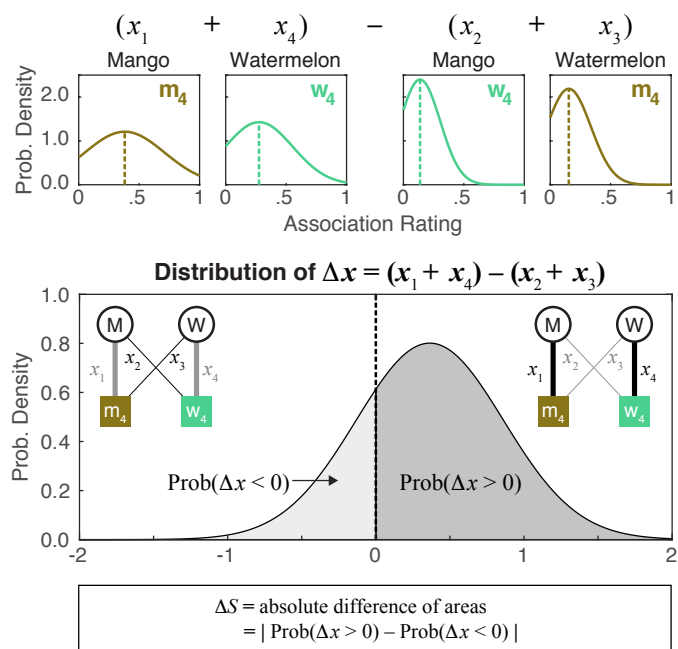 (x₁ + x₄) − (x₂ + x₃)
Mango Watermelon Mango Watermelon
m₄ w₄ w₄ m₄
Prob. Density
2.0
1.0
0.0
0 .5 1 0 .5 1 0 .5 1 0 .5 1
Association Rating
Distribution of Δx = (x₁ + x₄) − (x₂ + x₃)
Prob. Density
1.0
0.8
0.6
0.4
0.2
0
M W M W
x₁ x₂ x₃ x₄ x₁ x₂ x₃ x₄
m₄ w₄ m₄ w₄
Prob(Δx < 0) Prob(Δx > 0)
-2 -1 0 1 2
ΔS = absolute difference of areas
= | Prob(Δx > 0) – Prob(Δx < 0) |